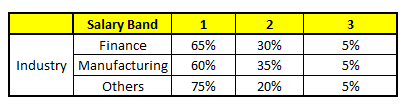 Salary Band 1 2 3
Finance 65% 30% 5%
Industry Manufacturing 60% 35% 5%
Others 75% 20% 5%